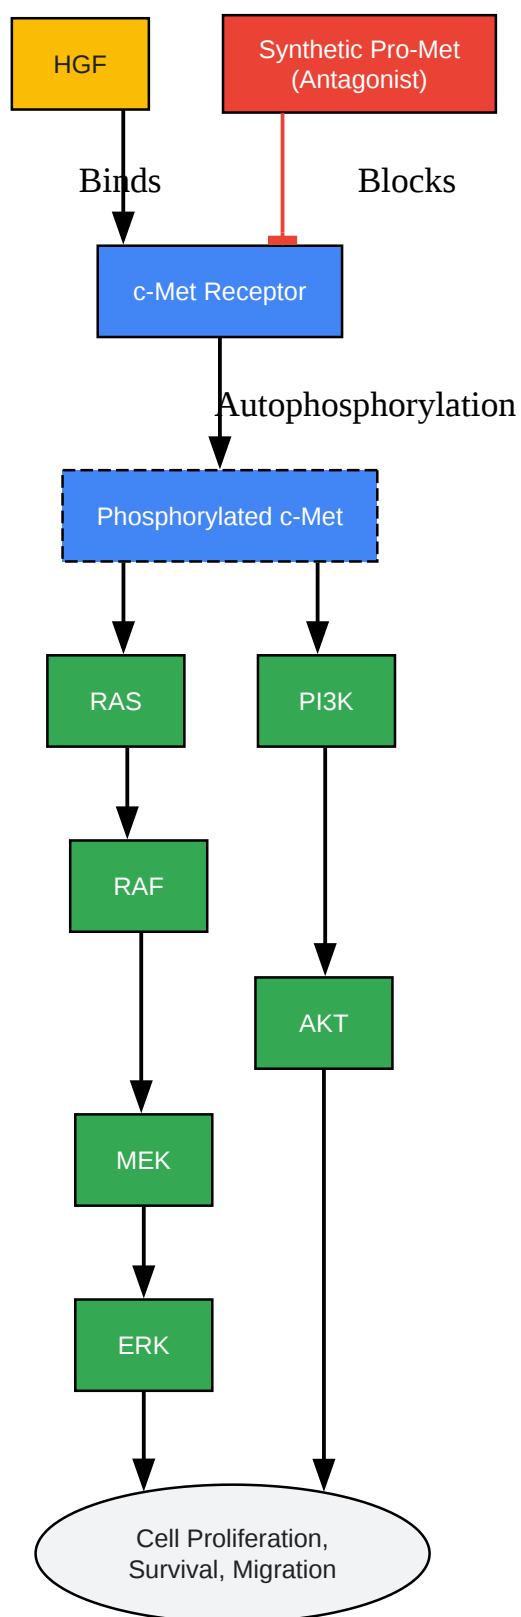 HGF
Synthetic Pro-Met
(Antagonist)
Binds
Blocks
c-Met Receptor
Autophosphorylation
Phosphorylated c-Met
RAS
PI3K
RAF
AKT
MEK
ERK
Cell Proliferation,
Survival, Migration